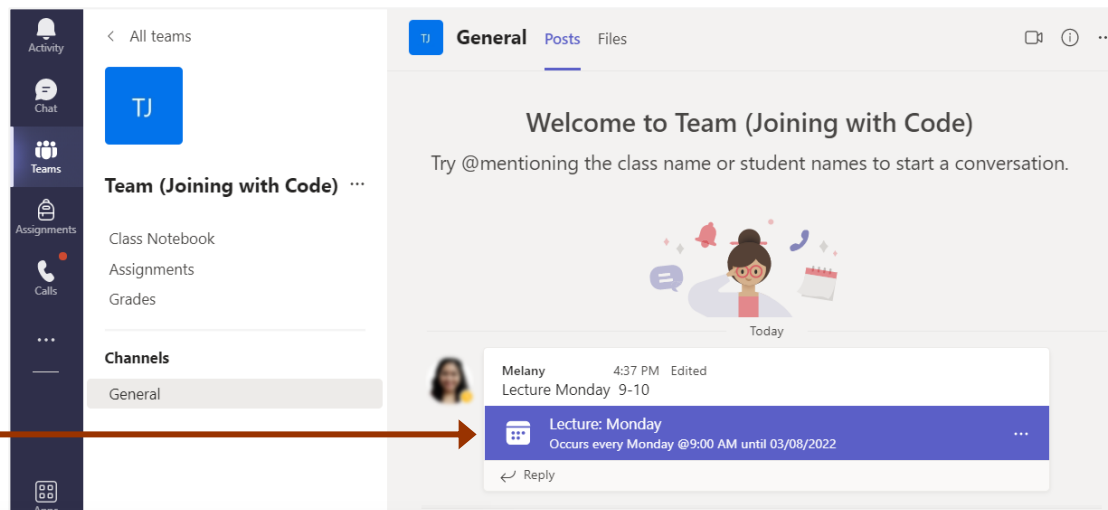 Activity
Chat
Teams
Assignments
Calls
All teams
TJ
Team (Joining with Code)
Class Notebook
Assignments
Grades
Channels
General
TJ
General Posts Files
Welcome to Team (Joining with Code)
Try @mentioning the class name or student names to start a conversation.
Today
Melany 4:37 PM Edited
Lecture Monday 9-10
Lecture: Monday
Occurs every Monday @9:00 AM until 03/08/2022
Reply